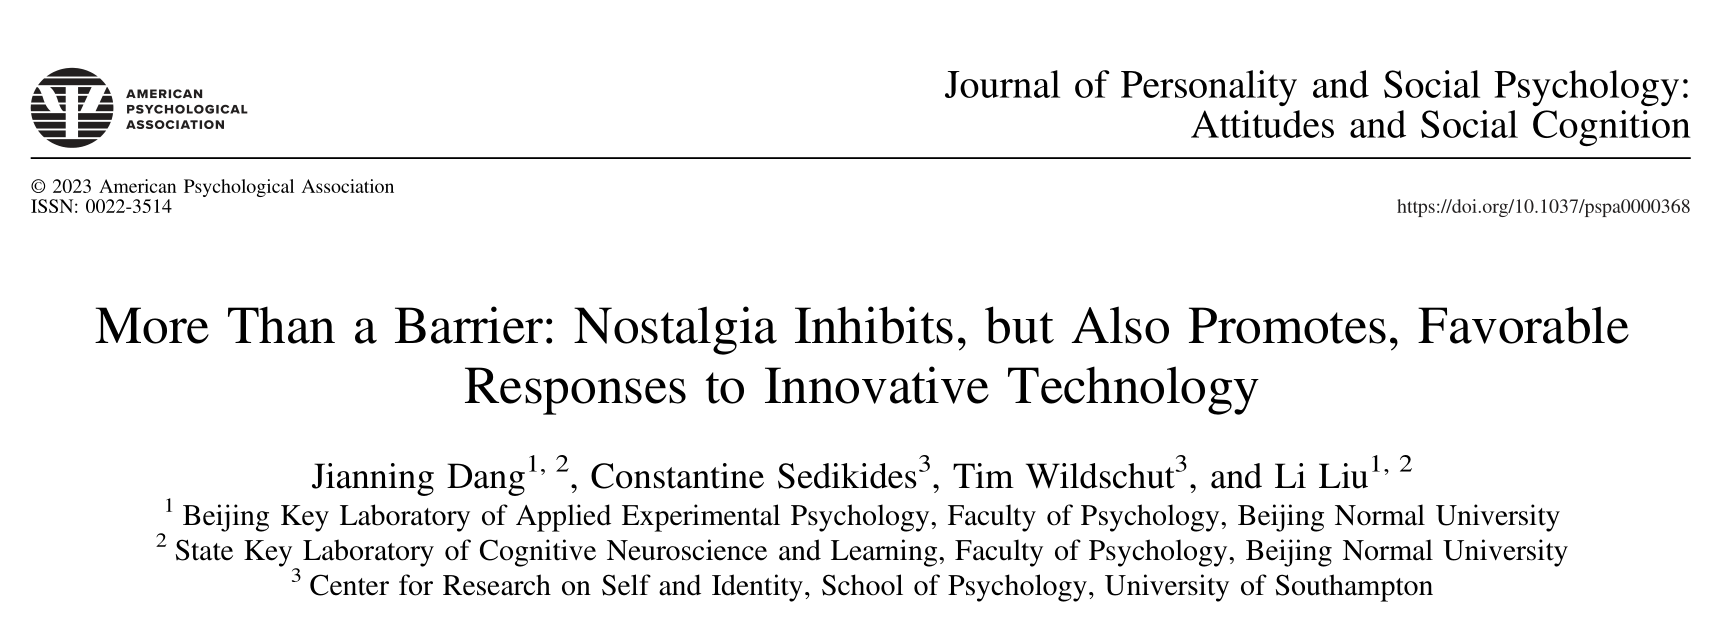 AMERICAN
PSYCHOLOGICAL
ASSOCIATION
Journal of Personality and Social Psychology:
Attitudes and Social Cognition
© 2023 American Psychological Association
ISSN: 0022-3514
https://doi.org/10.1037/pspa0000368
More Than a Barrier: Nostalgia Inhibits, but Also Promotes, Favorable
Responses to Innovative Technology
Jianning Dang1, 2, Constantine Sedikides3, Tim Wildschut3, and Li Liu1, 2
1 Beijing Key Laboratory of Applied Experimental Psychology, Faculty of Psychology, Beijing Normal University
2 State Key Laboratory of Cognitive Neuroscience and Learning, Faculty of Psychology, Beijing Normal University
3 Center for Research on Self and Identity, School of Psychology, University of Southampton